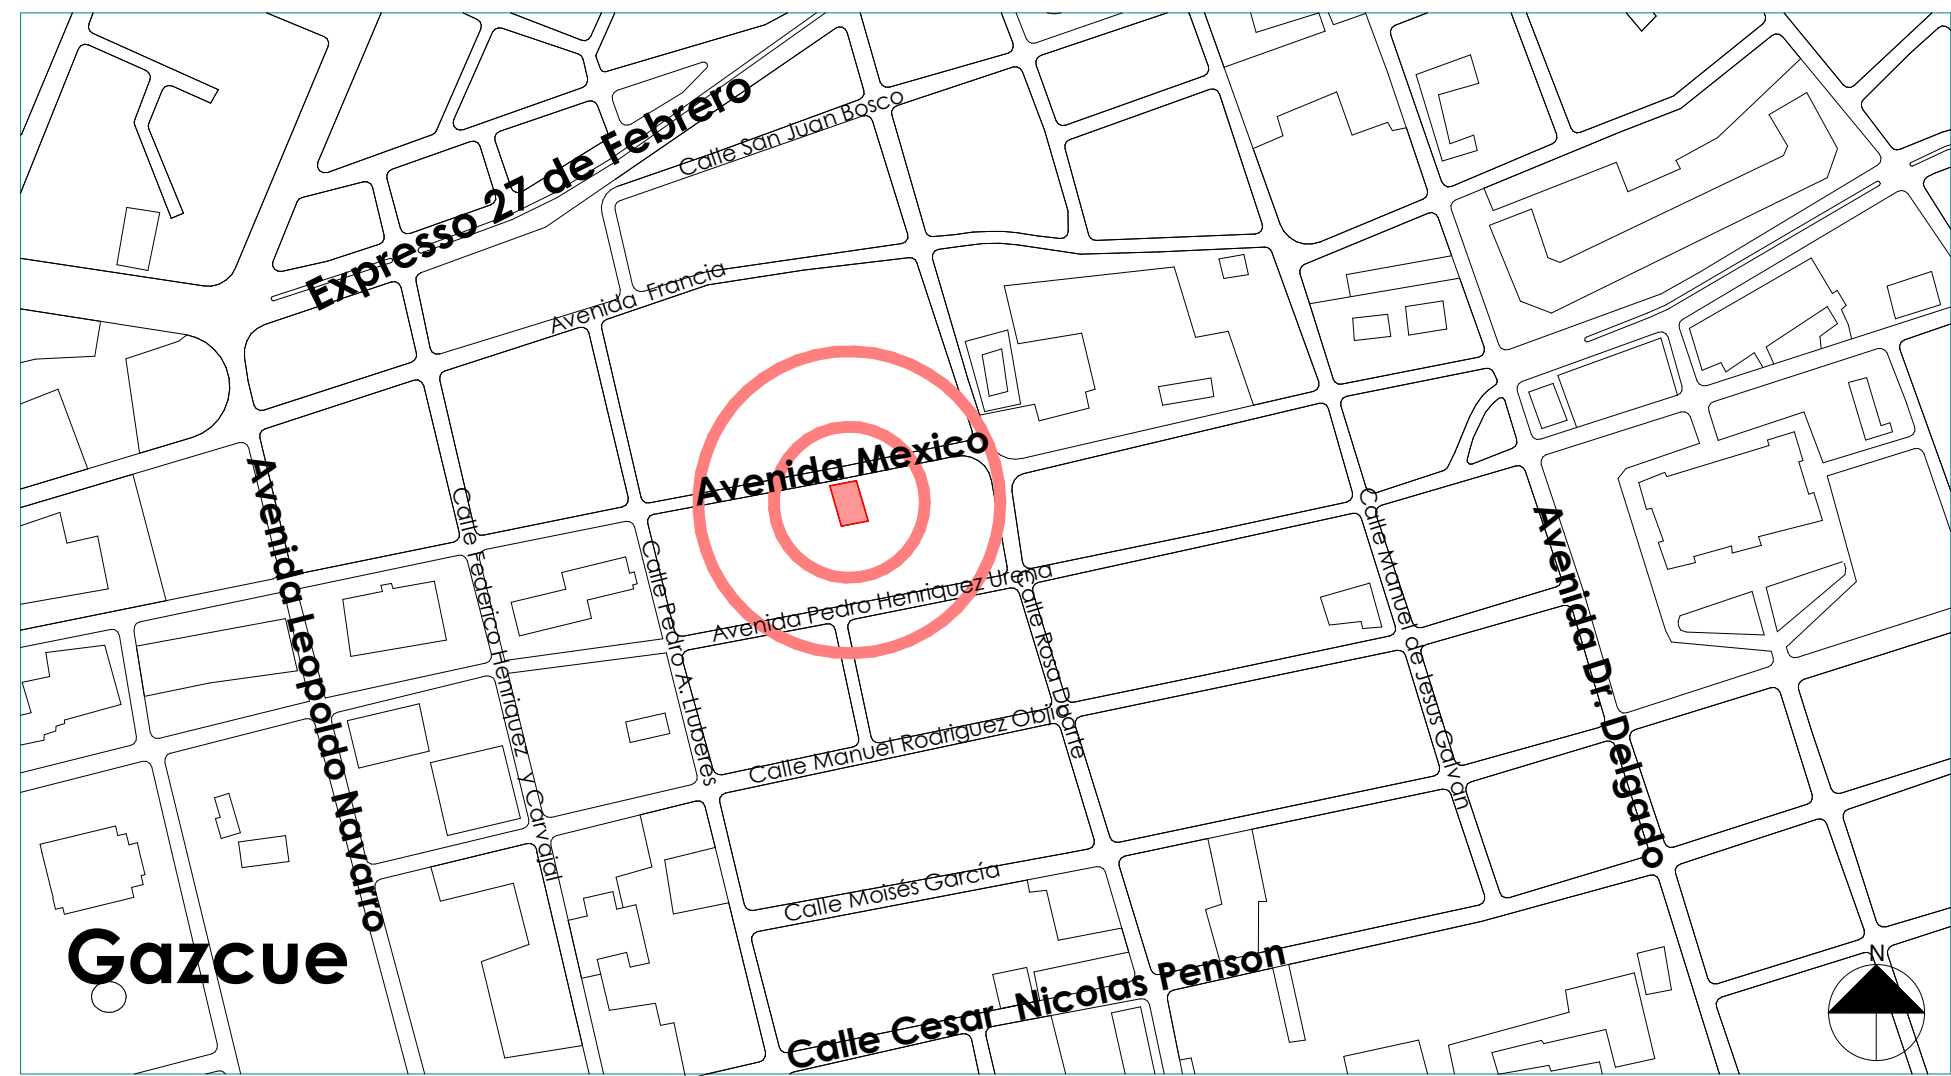 Expresso 27 de Febrero
Calle San Juan Bosco
Avenida Francia
Avenida Mexico
Avenida Leopoldo Navarro
Calle Federico Henriquez y Carvajal
Calle Pedro A. Lluberes
Avenida Pedro Henriquez Urena
Calle Rosa Duarte
Calle Manuel de Jesus Galvan
Avenida Dr. Delgado
Calle Manuel Rodriguez Objio
Calle Moisés García
Calle Cesar Nicolas Penson
Gazcue
N